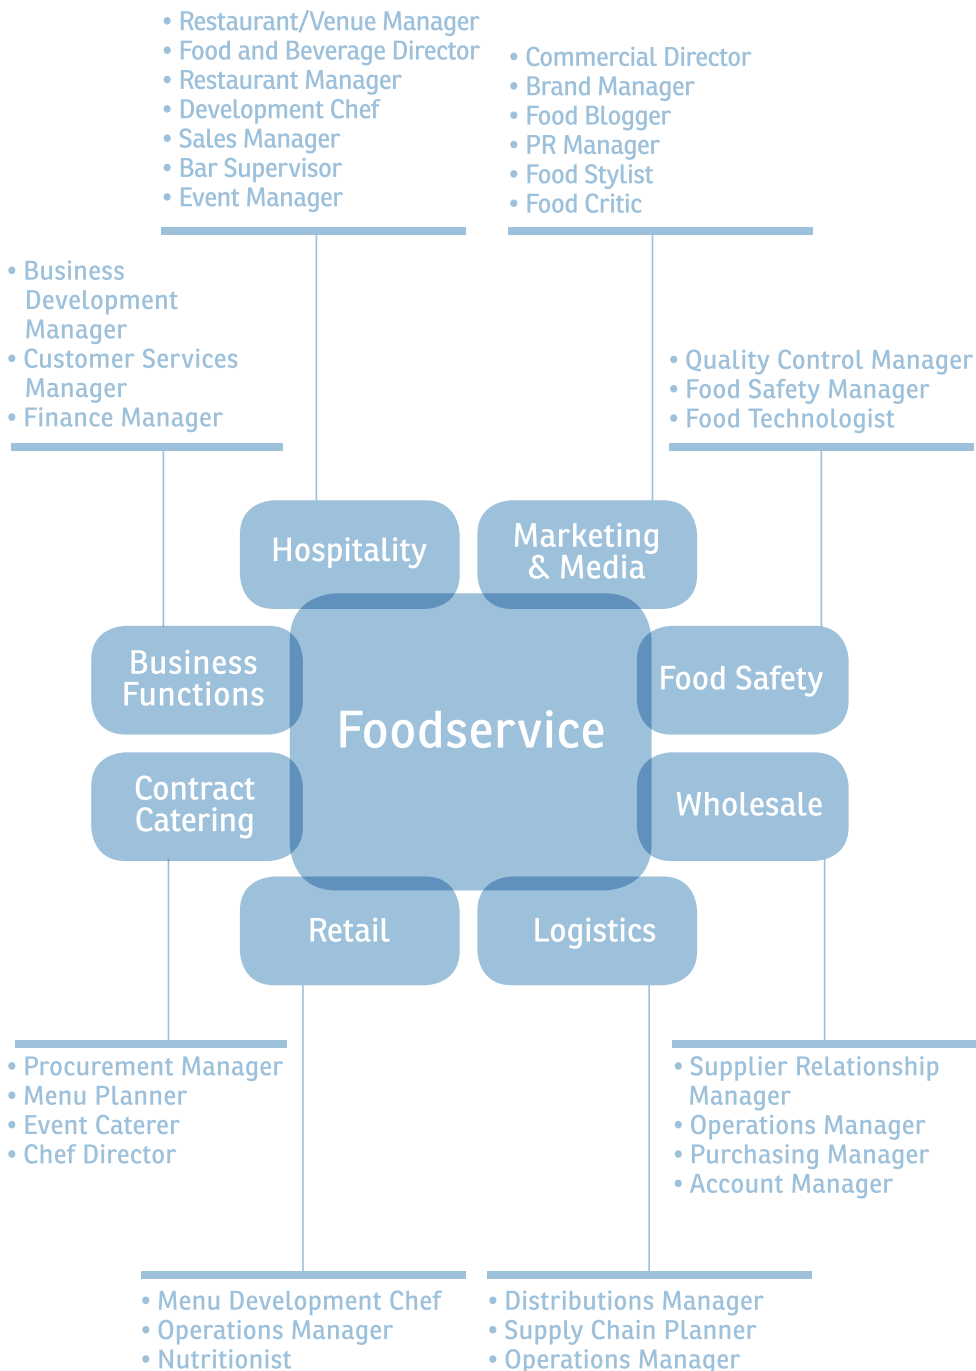 • Restaurant/Venue Manager
• Food and Beverage Director
• Restaurant Manager
• Development Chef
• Sales Manager
• Bar Supervisor
• Event Manager
• Commercial Director
• Brand Manager
• Food Blogger
• PR Manager
• Food Stylist
• Food Critic
• Business
Development
Manager
• Customer Services
Manager
• Finance Manager
• Quality Control Manager
• Food Safety Manager
• Food Technologist
Hospitality
Marketing
& Media
Business
Functions
Food Safety
Foodservice
Contract
Catering
Wholesale
Retail
Logistics
• Procurement Manager
• Menu Planner
• Event Caterer
• Chef Director
• Supplier Relationship
Manager
• Operations Manager
• Purchasing Manager
• Account Manager
• Menu Development Chef
• Operations Manager
• Nutritionist
• Distributions Manager
• Supply Chain Planner
• Operations Manager